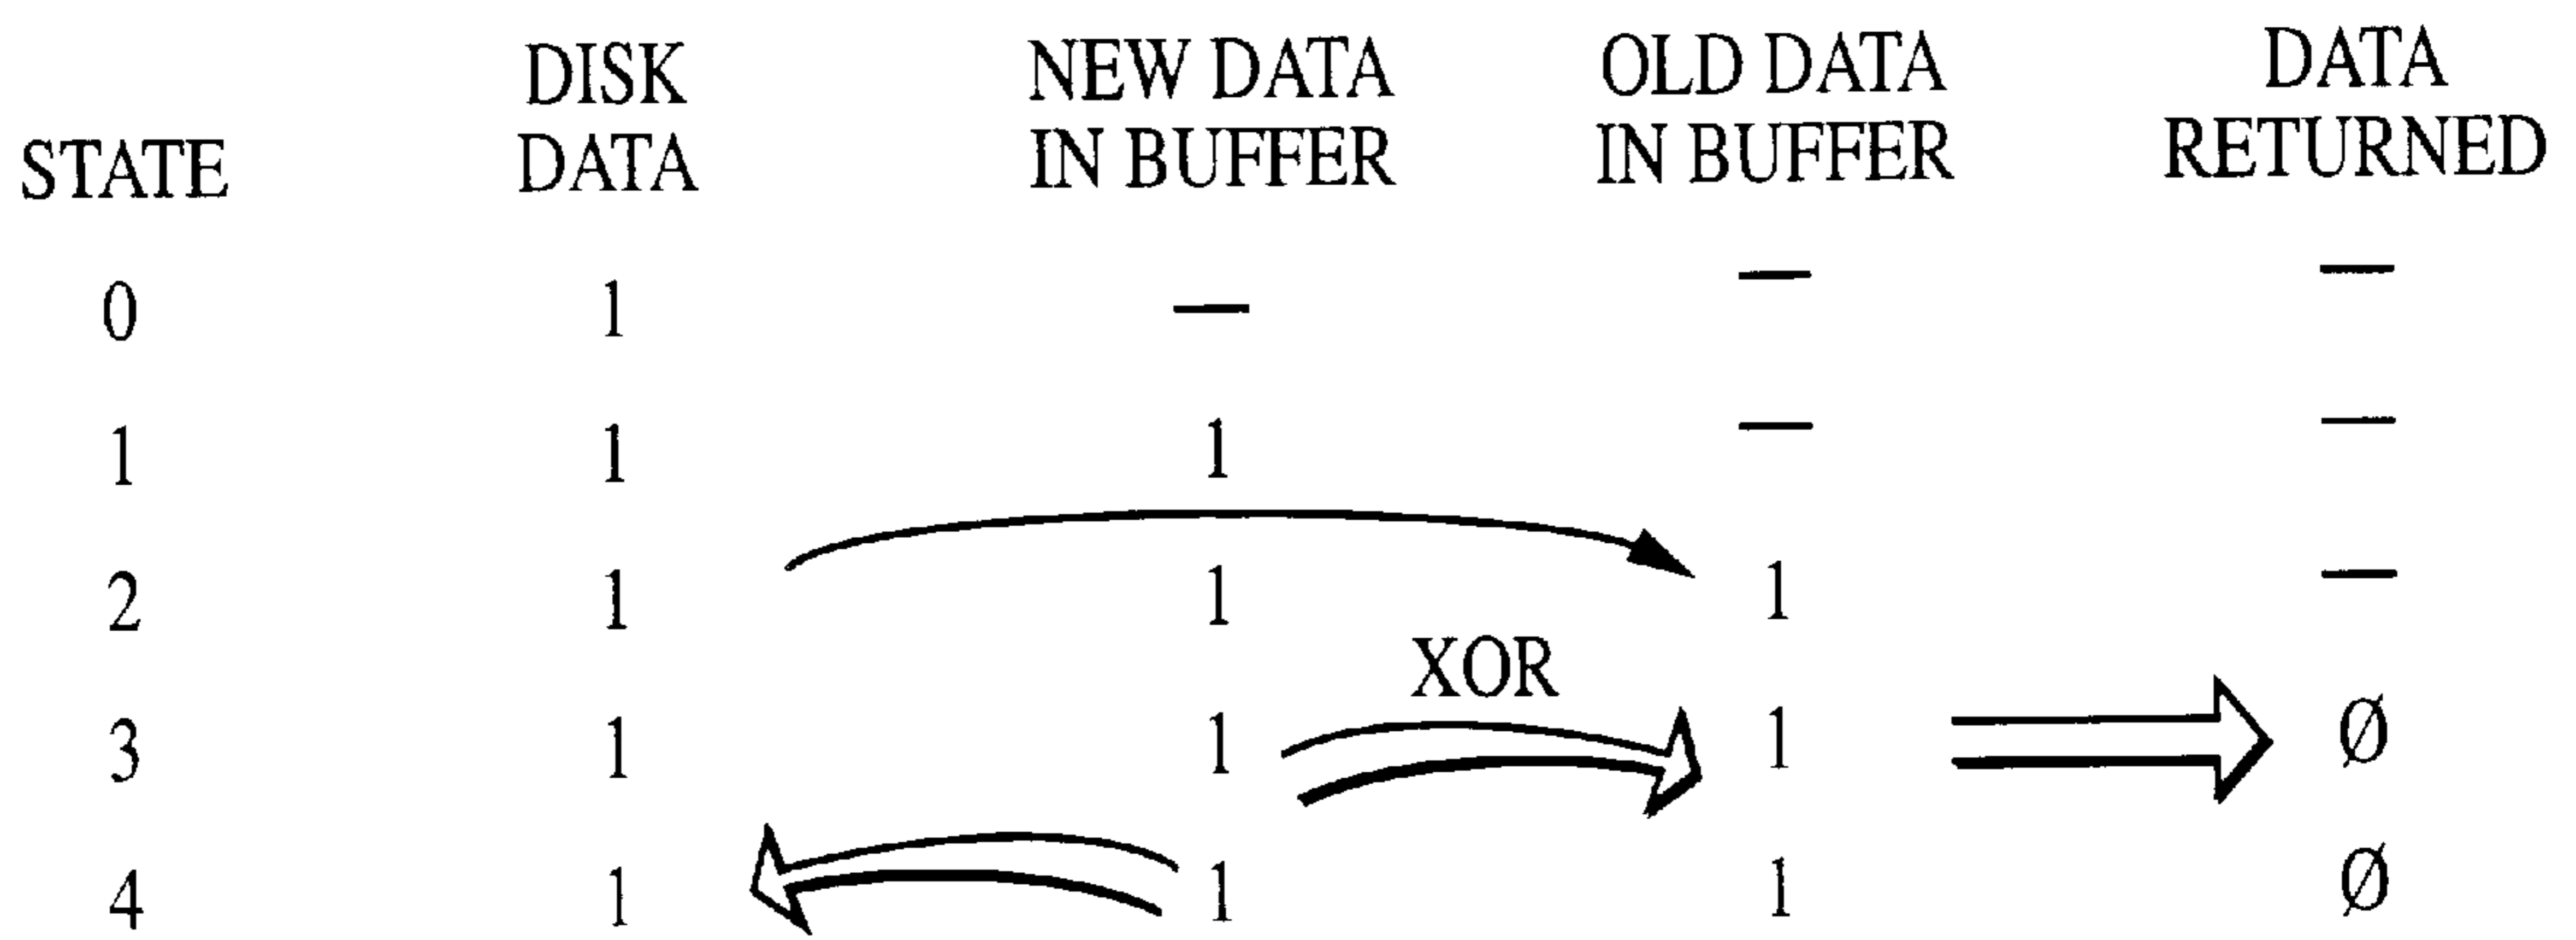 STATE DISK DATA NEW DATA IN BUFFER OLD DATA IN BUFFER DATA RETURNED
0 1 — — —
1 1 1 — —
2 1 1 1 —
XOR
3 1 1 1 Ø
4 1 1 1 Ø